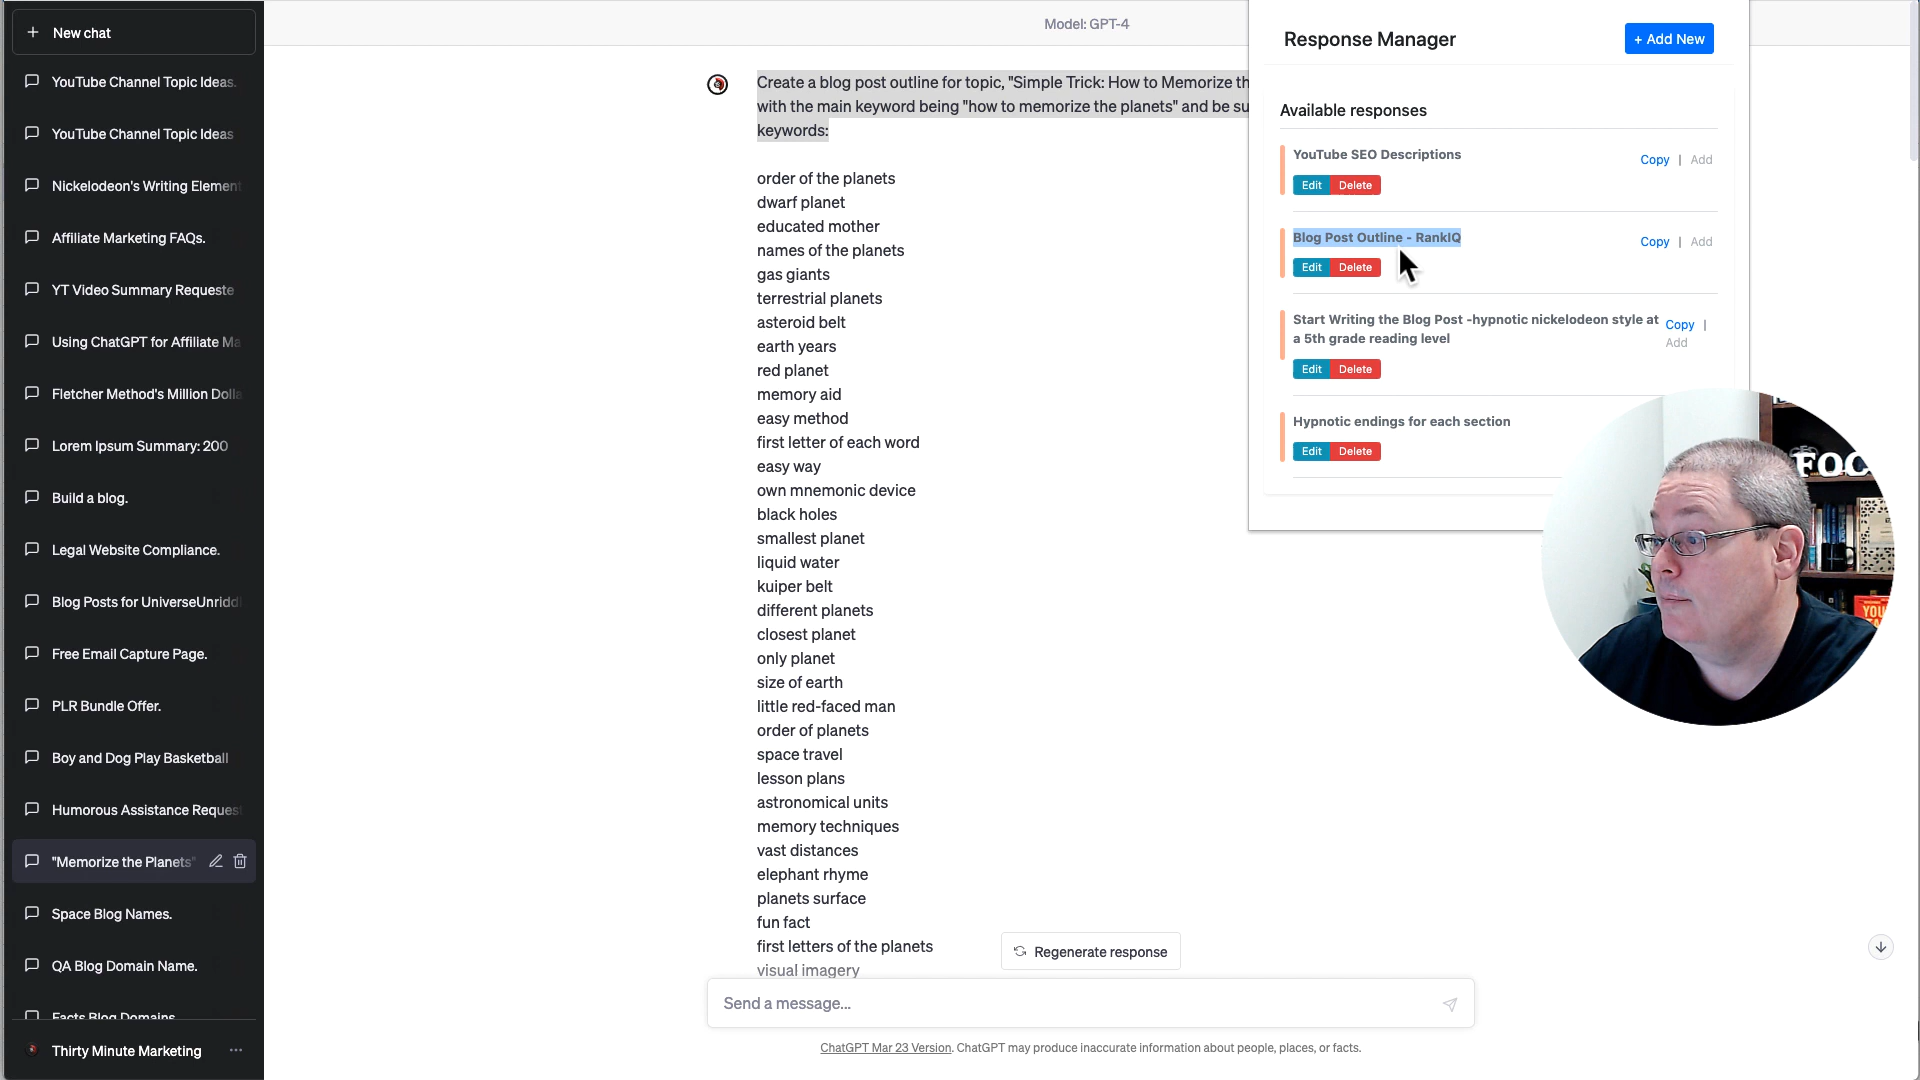 New chat
YouTube Channel Topic Ideas.
YouTube Channel Topic Ideas
Nickelodeon's Writing Element
Affiliate Marketing FAQs.
YT Video Summary Requeste
Using ChatGPT for Affiliate Ma
Fletcher Method's Million Dolla
Lorem Ipsum Summary: 200
Build a blog.
Legal Website Compliance.
Blog Posts for UniverseUnriddl
Free Email Capture Page.
PLR Bundle Offer.
Boy and Dog Play Basketball
Humorous Assistance Request
"Memorize the Planets"
Space Blog Names.
QA Blog Domain Name.
Facts Blog Domains
Thirty Minute Marketing
Model: GPT-4
Create a blog post outline for topic, "Simple Trick: How to Memorize th
with the main keyword being "how to memorize the planets" and be su
keywords:
order of the planets
dwarf planet
educated mother
names of the planets
gas giants
terrestrial planets
asteroid belt
earth years
red planet
memory aid
easy method
first letter of each word
easy way
own mnemonic device
black holes
smallest planet
liquid water
kuiper belt
different planets
closest planet
only planet
size of earth
little red-faced man
order of planets
space travel
lesson plans
astronomical units
memory techniques
vast distances
elephant rhyme
planets surface
fun fact
first letters of the planets
visual imagery
Regenerate response
Send a message...
ChatGPT Mar 23 Version. ChatGPT may produce inaccurate information about people, places, or facts.
Response Manager
+ Add New
Available responses
YouTube SEO Descriptions
Copy | Add
Edit Delete
Blog Post Outline - RankIQ
Copy | Add
Edit Delete
Start Writing the Blog Post -hypnotic nickelodeon style at
a 5th grade reading level
Copy |
Add
Edit Delete
Hypnotic endings for each section
Edit Delete
FOC
YOU